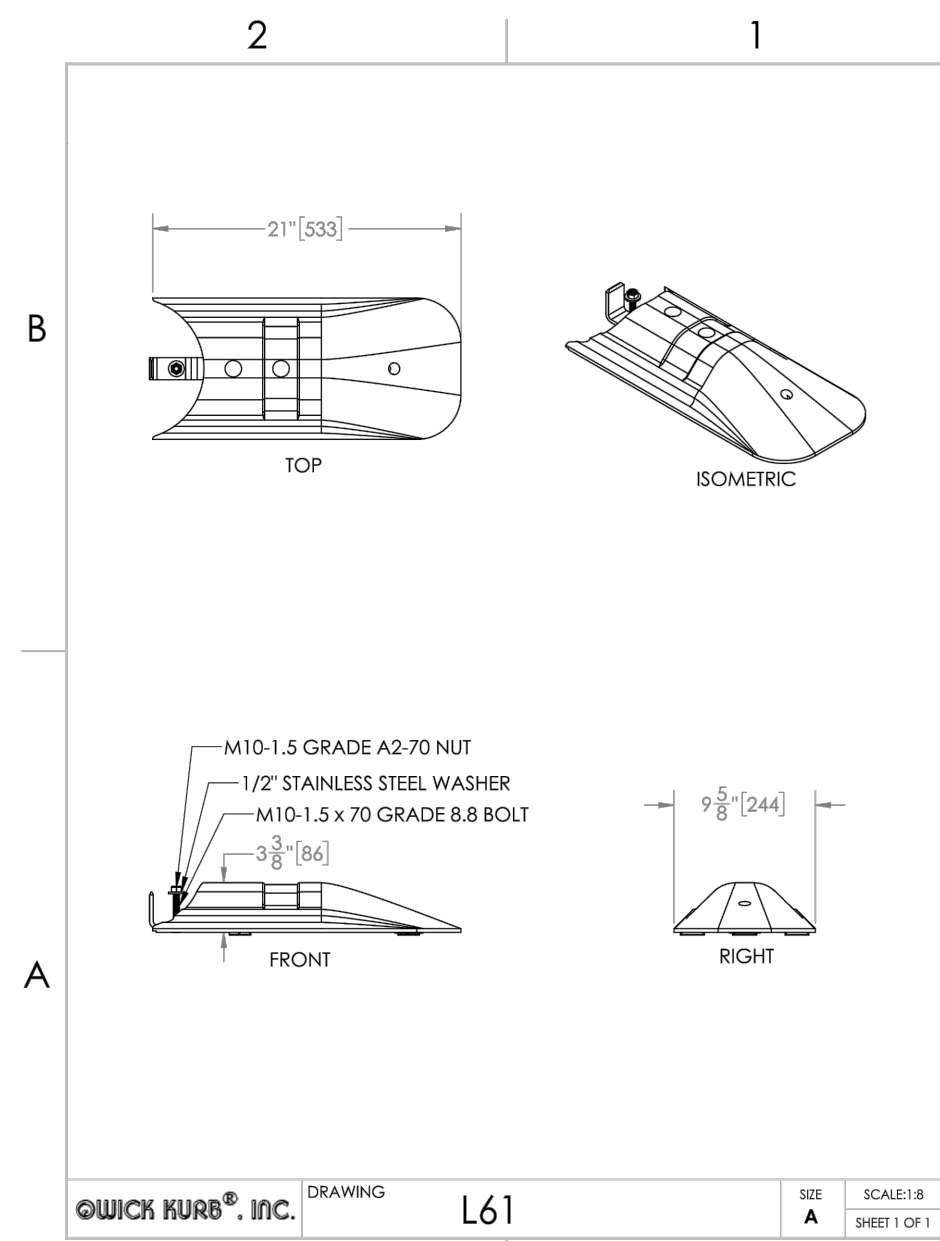 2 1
21"[533]
B
TOP
ISOMETRIC
M10-1.5 GRADE A2-70 NUT
1/2" STAINLESS STEEL WASHER
M10-1.5 x 70 GRADE 8.8 BOLT
3 3/8"[86]
9 5/8"[244]
FRONT
RIGHT
A
QWICK KURB®, INC.
DRAWING
L61
SIZE
A
SCALE:1:8
SHEET 1 OF 1